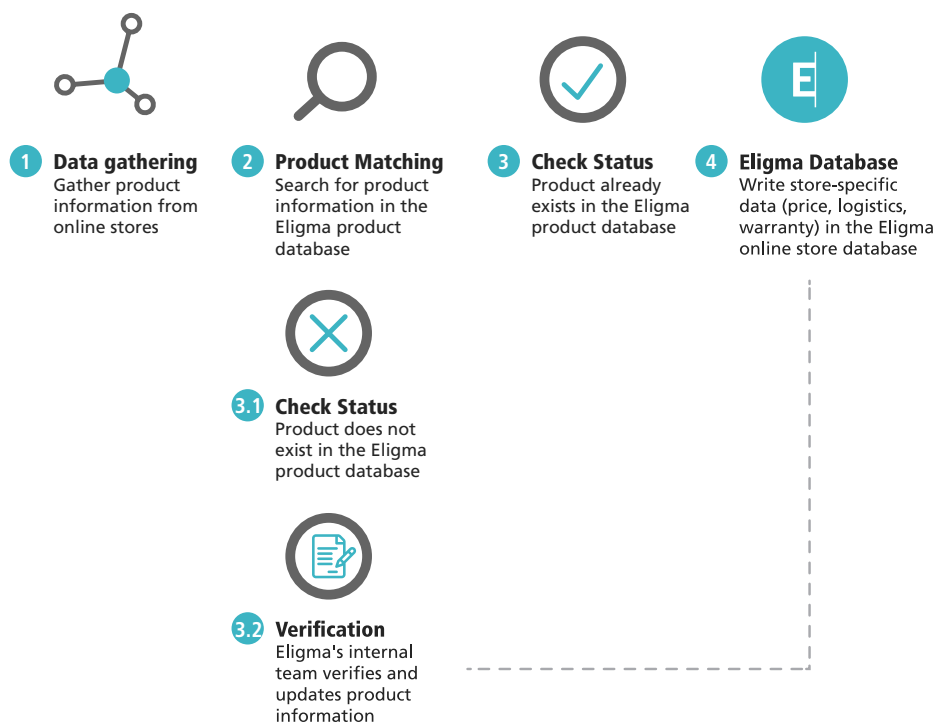 1 Data gathering
Gather product
information from
online stores
2 Product Matching
Search for product
information in the
Eligma product
database
3 Check Status
Product already
exists in the Eligma
product database
E
4 Eligma Database
Write store-specific
data (price, logistics,
warranty) in the Eligma
online store database
3.1 Check Status
Product does not
exist in the Eligma
product database
3.2 Verification
Eligma's internal
team verifies and
updates product
information